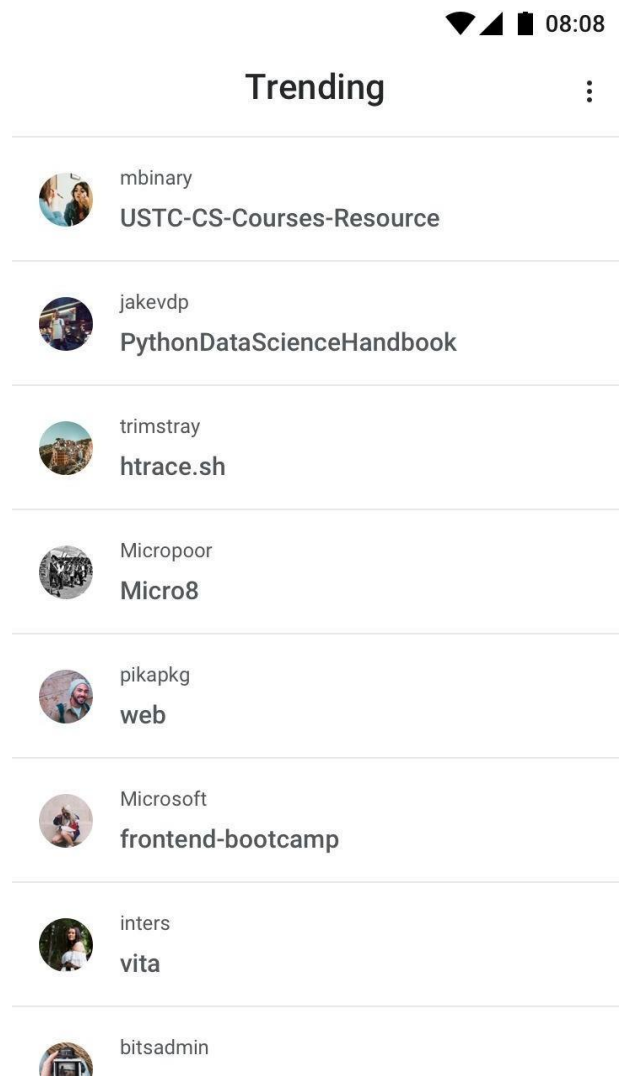 08:08
Trending
mbinary
USTC-CS-Courses-Resource
jakevdp
PythonDataScienceHandbook
trimstray
htrace.sh
Micropoor
Micro8
pikapkg
web
Microsoft
frontend-bootcamp
inters
vita
bitsadmin